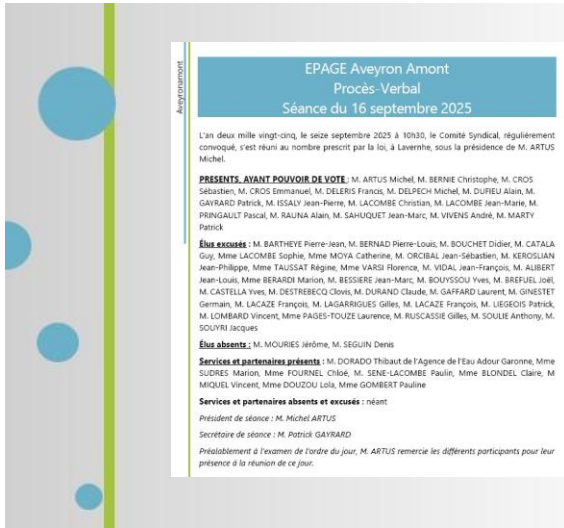 Aveyronamont
EPAGE Aveyron Amont
Procès-Verbal
Séance du 16 septembre 2025
L'an deux mille vingt-cinq, le seize septembre 2025 à 10h30, le Comité Syndical, régulièrement
convoqué, s'est réuni au nombre prescrit par la loi, à Lavernhe, sous la présidence de M. ARTUS
Michel.
PRESENTS, AYANT POUVOIR DE VOTE : M. ARTUS Michel, M. BERNIE Christophe, M. CROS
Sébastien, M. CROS Emmanuel, M. DELERIS Francis, M. DELPECH Michel, M. DUFIEU Alain, M.
GAYRARD Patrick, M. ISSALY Jean-Pierre, M. LACOMBE Christian, M. LACOMBE Jean-Marie, M.
PRINGAULT Pascal, M. RAUNA Alain, M. SAHUQUET Jean-Marc, M. VIVENS André, M. MARTY
Patrick
Élus excusés : M. BARTHEYE Pierre-Jean, M. BERNAD Pierre-Louis, M. BOUCHET Didier, M. CATALA
Guy, Mme LACOMBE Sophie, Mme MOYA Catherine, M. ORCIBAL Jean-Sébastien, M. KEROSLIAN
Jean-Philippe, Mme TAUSSAT Régine, Mme VARSI Florence, M. VIDAL Jean-François, M. ALIBERT
Jean-Louis, Mme BERARDI Marion, M. BESSIERE Jean-Marc, M. BOUYSSOU Yves, M. BREFUEL Joël,
M. CASTELLA Yves, M. DESTREBECQ Clovis, M. DURAND Claude, M. GAFFARD Laurent, M. GINESTET
Germain, M. LACAZE François, M. LAGARRIGUES Gilles, M. LACAZE François, M. LIEGEOIS Patrick,
M. LOMBARD Vincent, Mme PAGES-TOUZE Laurence, M. RUSCASSIE Gilles, M. SOULIE Anthony, M.
SOUYRI Jacques
Élus absents : M. MOURIES Jérôme, M. SEGUIN Denis
Services et partenaires présents : M. DORADO Thibaut de l'Agence de l'Eau Adour Garonne, Mme
SUDRES Marion, Mme FOURNEL Chloé, M. SENE-LACOMBE Paulin, Mme BLONDEL Claire, M
MIQUEL Vincent, Mme DOUZOU Lola, Mme GOMBERT Pauline
Services et partenaires absents et excusés : néant
Président de séance : M. Michel ARTUS
Secrétaire de séance : M. Patrick GAYRARD
Préalablement à l'examen de l'ordre du jour, M. ARTUS remercie les différents participants pour leur
présence à la réunion de ce jour.